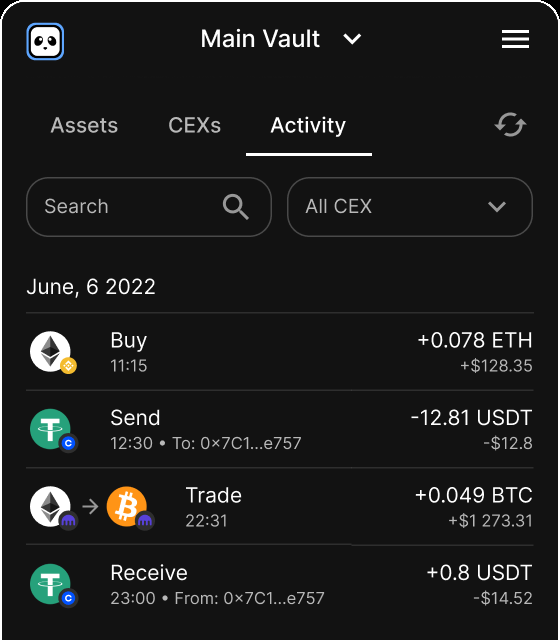 Main Vault
Assets CEXs Activity
Search All CEX
June, 6 2022
Buy +0.078 ETH
11:15 +$128.35
Send -12.81 USDT
12:30 • To: 0×7C1...e757 -$12.8
Trade +0.049 BTC
22:31 +$1 273.31
Receive +0.8 USDT
23:00 • From: 0×7C1...e757 -$14.52